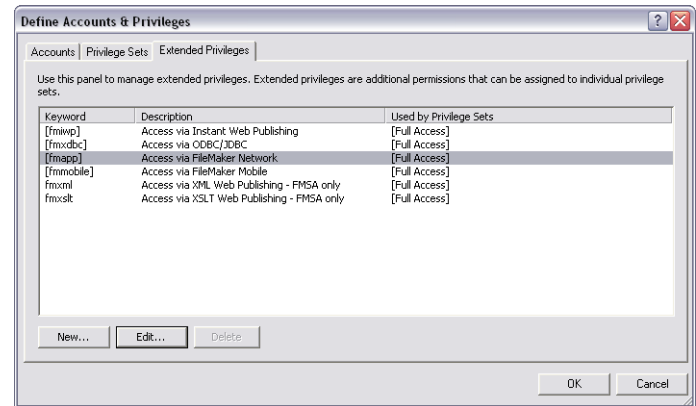 Define Accounts & Privileges
Accounts Privilege Sets Extended Privileges
Use this panel to manage extended privileges. Extended privileges are additional permissions that can be assigned to individual privilege
sets.
Keyword Description Used by Privilege Sets
[fmiwp] Access via Instant Web Publishing [Full Access]
[fmxdbc] Access via ODBC/JDBC [Full Access]
[fmapp] Access via FileMaker Network [Full Access]
[fmmobile] Access via FileMaker Mobile [Full Access]
fmxml Access via XML Web Publishing - FMSA only [Full Access]
fmxslt Access via XSLT Web Publishing - FMSA only [Full Access]
New... Edit... Delete
OK Cancel